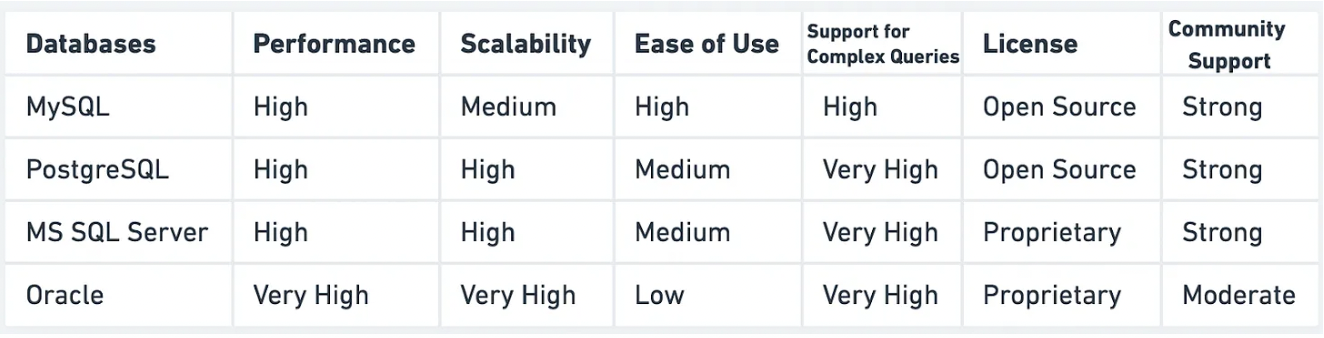 Databases Performance Scalability Ease of Use Support for Complex Queries License Community Support
MySQL High Medium High High Open Source Strong
PostgreSQL High High Medium Very High Open Source Strong
MS SQL Server High High Medium Very High Proprietary Strong
Oracle Very High Very High Low Very High Proprietary Moderate